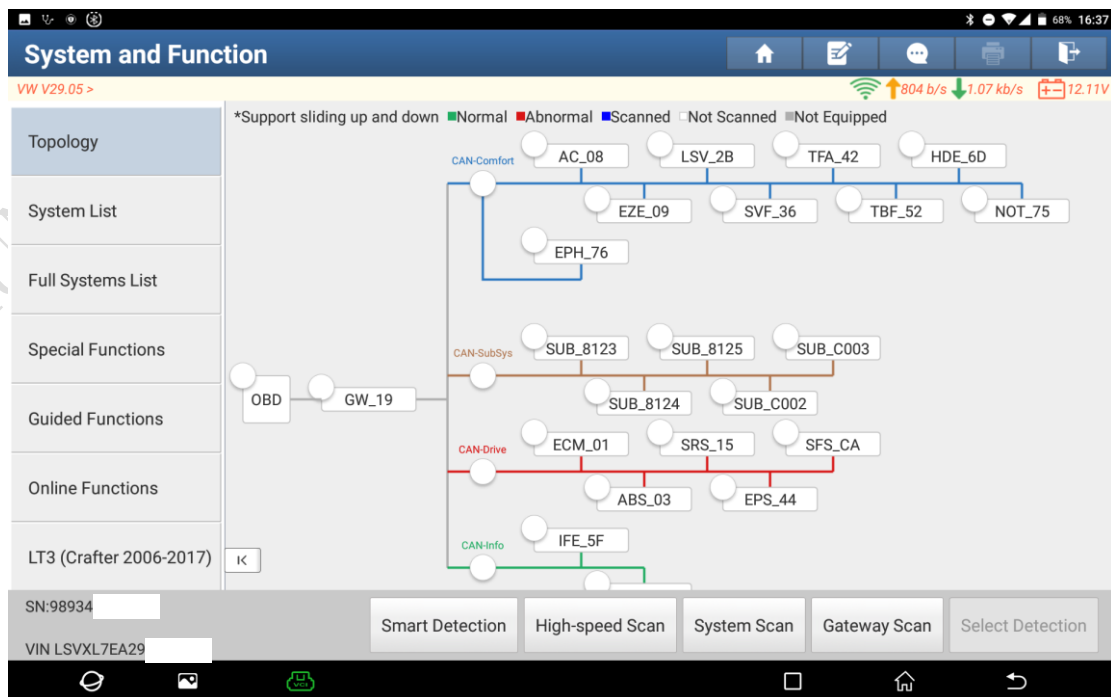 68% 16:37
System and Function
VW V29.05 >
804 b/s 1.07 kb/s 12.11V
Topology
System List
Full Systems List
Special Functions
Guided Functions
Online Functions
LT3 (Crafter 2006-2017)
*Support sliding up and down Normal Abnormal Scanned Not Scanned Not Equipped
OBD
GW_19
CAN-Comfort
AC_08 LSV_2B TFA_42 HDE_6D
EZE_09 SVF_36 TBF_52 NOT_75
EPH_76
CAN-SubSys
SUB_8123 SUB_8125 SUB_C003
SUB_8124 SUB_C002
CAN-Drive
ECM_01 SRS_15 SFS_CA
ABS_03 EPS_44
CAN-Info
IFE_5F
SN:98934
VIN LSVXL7EA29
Smart Detection High-speed Scan System Scan Gateway Scan Select Detection
VCI